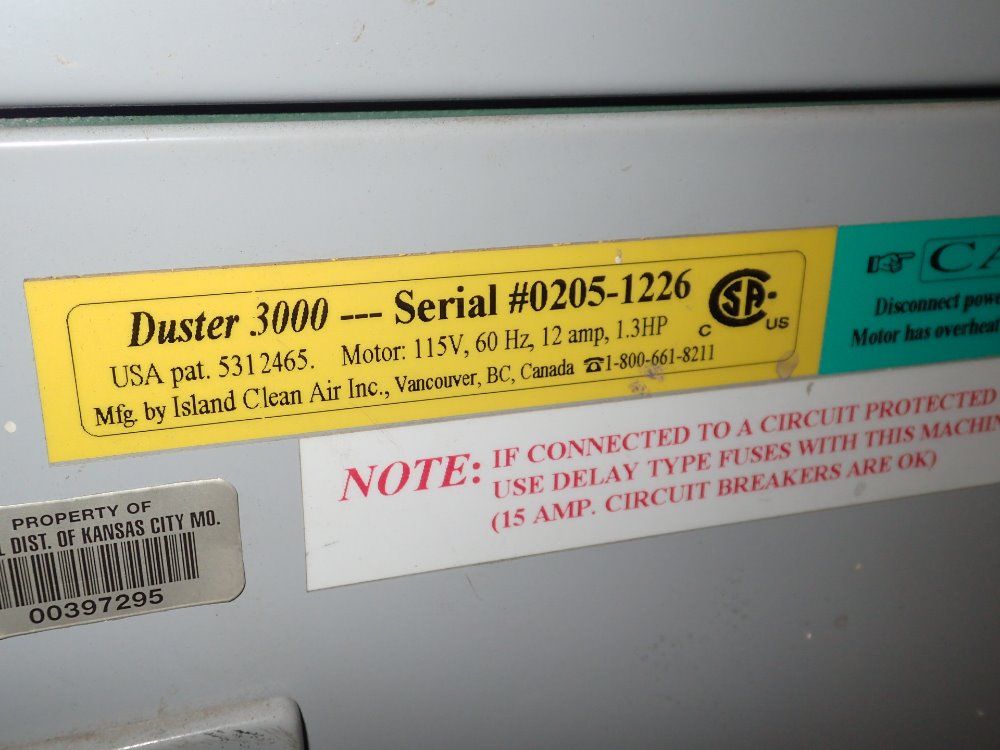 Duster 3000 --- Serial #0205-1226
USA pat. 5312465. Motor: 115V, 60 Hz, 12 amp, 1.3HP
Mfg. by Island Clean Air Inc., Vancouver, BC, Canada ☎1-800-661-8211
C SA US
Disconnect
Motor has
NOTE: IF CONNECTED TO A CIRCUIT PROTECTED
USE DELAY TYPE FUSES WITH THIS
(15 AMP. CIRCUIT BREAKERS ARE OK)
PROPERTY OF
DIST. OF KANSAS CITY MO.
00397295